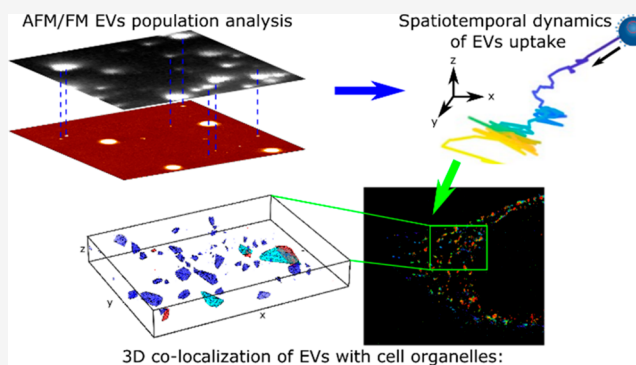 AFM/FM EVs population analysis
Spatiotemporal dynamics
of EVs uptake
z
x
y
z
y
x
3D co-localization of EVs with cell organelles: